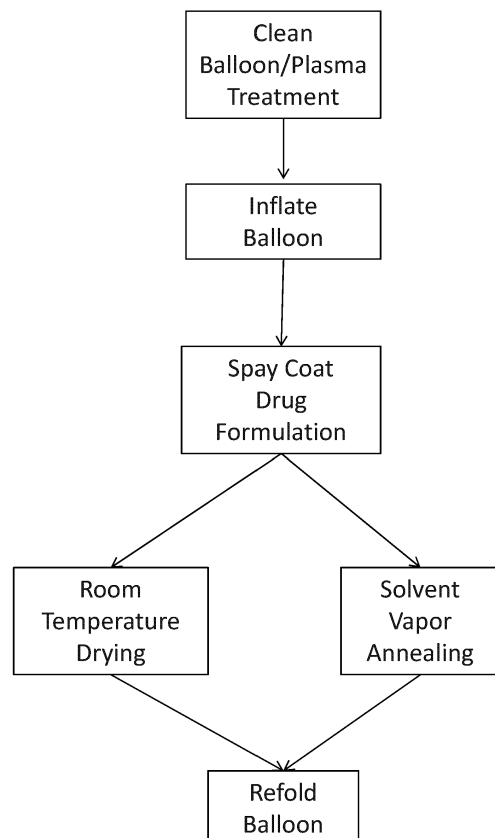 Clean
Balloon/Plasma
Treatment
Inflate
Balloon
Spay Coat
Drug
Formulation
Room
Temperature
Drying
Solvent
Vapor
Annealing
Refold
Balloon